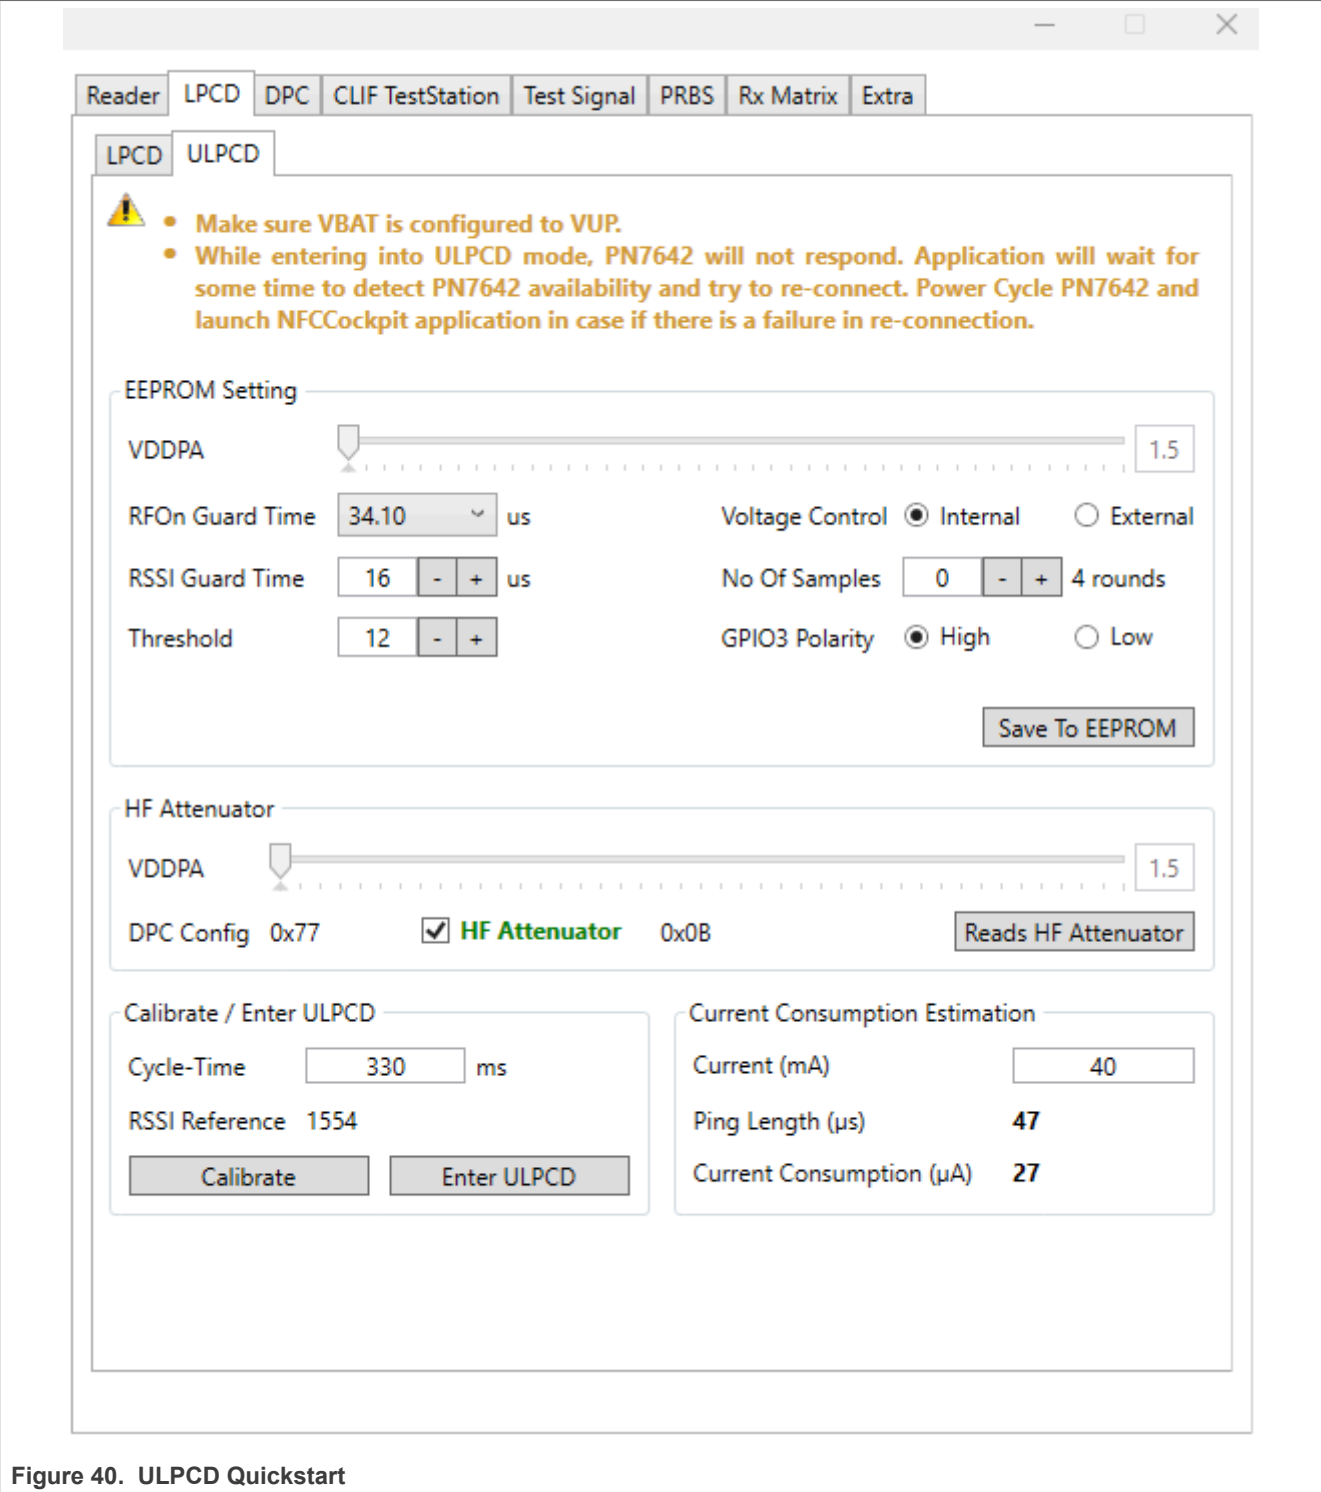 Reader LPCD DPC CLIF TestStation Test Signal PRBS Rx Matrix Extra
LPCD ULPCD
• Make sure VBAT is configured to VUP.
• While entering into ULPCD mode, PN7642 will not respond. Application will wait for
some time to detect PN7642 availability and try to re-connect. Power Cycle PN7642 and
launch NFCCockpit application in case if there is a failure in re-connection.
EEPROM Setting
VDDPA 1.5
RFOn Guard Time 34.10 us Voltage Control Internal External
RSSI Guard Time 16 - + us No Of Samples 0 - + 4 rounds
Threshold 12 - + GPIO3 Polarity High Low
Save To EEPROM
HF Attenuator
VDDPA 1.5
DPC Config 0x77 HF Attenuator 0x0B Reads HF Attenuator
Calibrate / Enter ULPCD
Cycle-Time 330 ms
RSSI Reference 1554
Calibrate Enter ULPCD
Current Consumption Estimation
Current (mA) 40
Ping Length (µs) 47
Current Consumption (µA) 27
Figure 40. ULPCD Quickstart